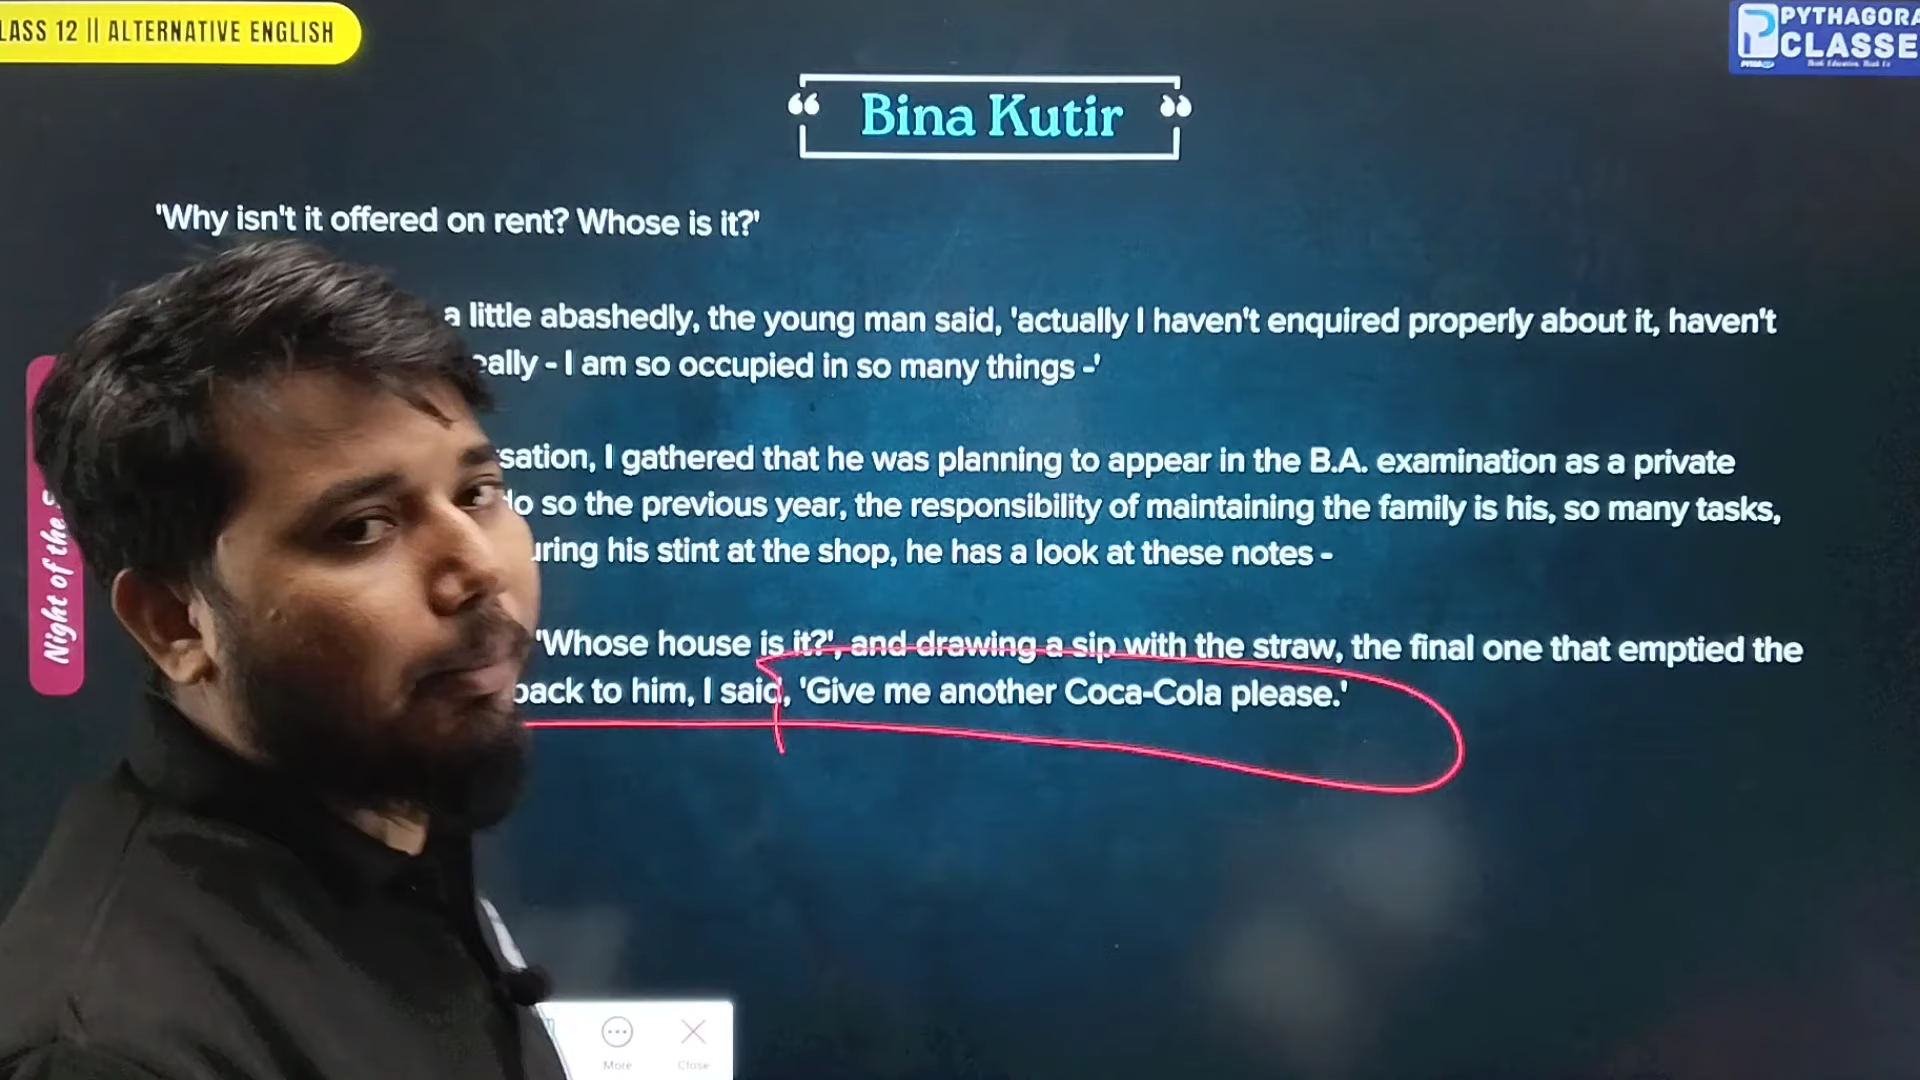 LASS 12 || ALTERNATIVE ENGLISH
PYTHAGORA
CLASSE
“ Bina Kutir ”
'Why isn't it offered on rent? Whose is it?'
a little abashedly, the young man said, 'actually I haven't enquired properly about it, haven't
eally - I am so occupied in so many things -'
sation, I gathered that he was planning to appear in the B.A. examination as a private
do so the previous year, the responsibility of maintaining the family is his, so many tasks,
uring his stint at the shop, he has a look at these notes -
'Whose house is it?', and drawing a sip with the straw, the final one that emptied the
back to him, I said, 'Give me another Coca-Cola please.'
Night of the
More
Close